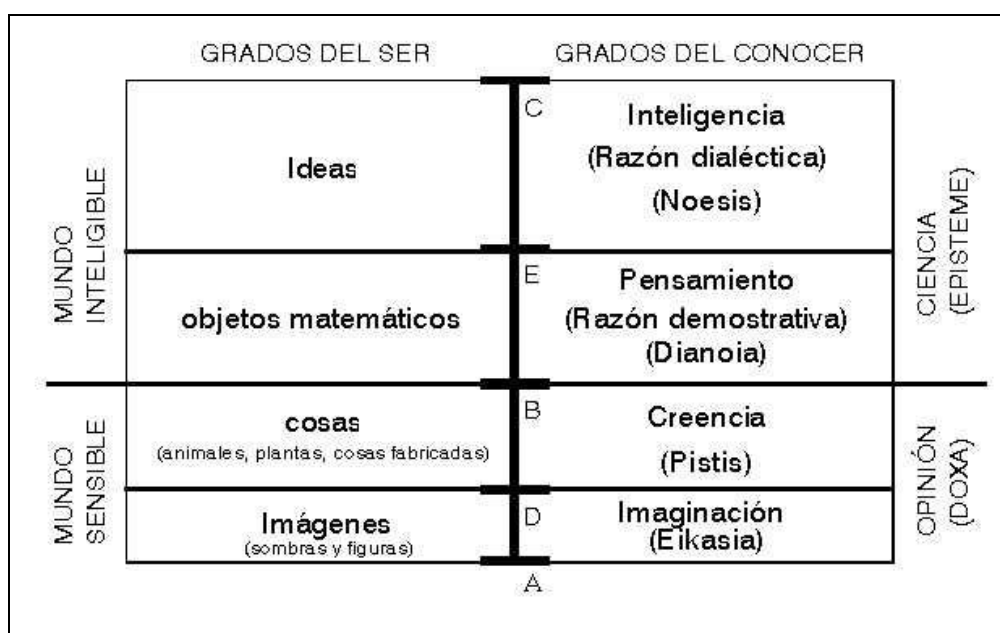 GRADOS DEL SER
GRADOS DEL CONOCER
MUNDO
INTELIGIBLE
Ideas
C
Inteligencia
(Razón dialéctica)
(Noesis)
CIENCIA
(EPISTEME)
objetos matemáticos
E
Pensamiento
(Razón demostrativa)
(Dianoia)
MUNDO
SENSIBLE
cosas
(animales, plantas, cosas fabricadas)
B
Creencia
(Pistis)
OPINIÓN
(DOXA)
Imágenes
(sombras y figuras)
D
Imaginación
(Eikasia)
A